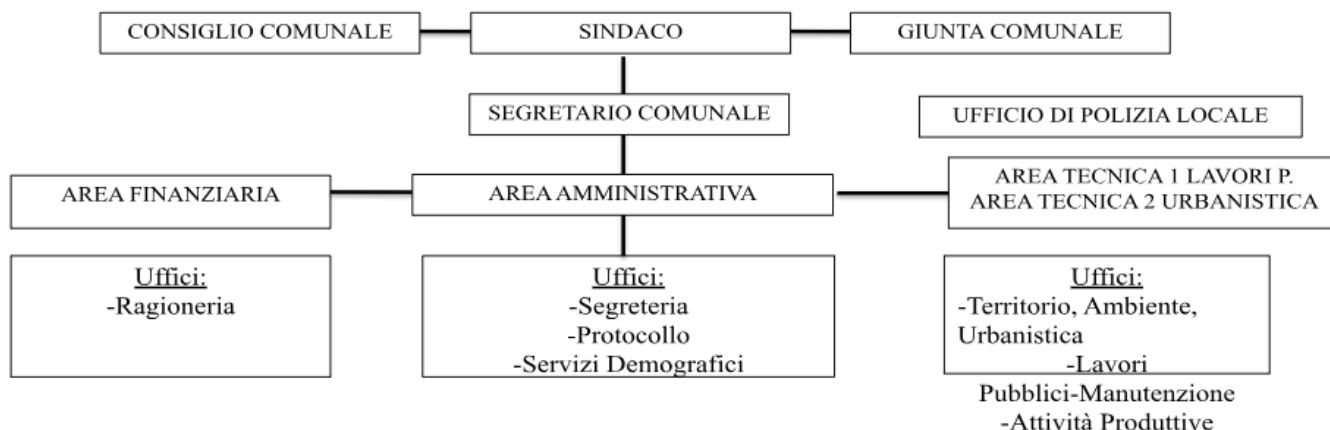 CONSIGLIO COMUNALE
SINDACO
GIUNTA COMUNALE
SEGRETARIO COMUNALE
UFFICIO DI POLIZIA LOCALE
AREA FINANZIARIA
AREA AMMINISTRATIVA
AREA TECNICA 1 LAVORI P.
AREA TECNICA 2 URBANISTICA
Uffici:
-Ragioneria
Uffici:
-Segreteria
-Protocollo
-Servizi Demografici
Uffici:
-Territorio, Ambiente,
Urbanistica
-Lavori
Pubblici-Manutenzione
-Attività Produttive